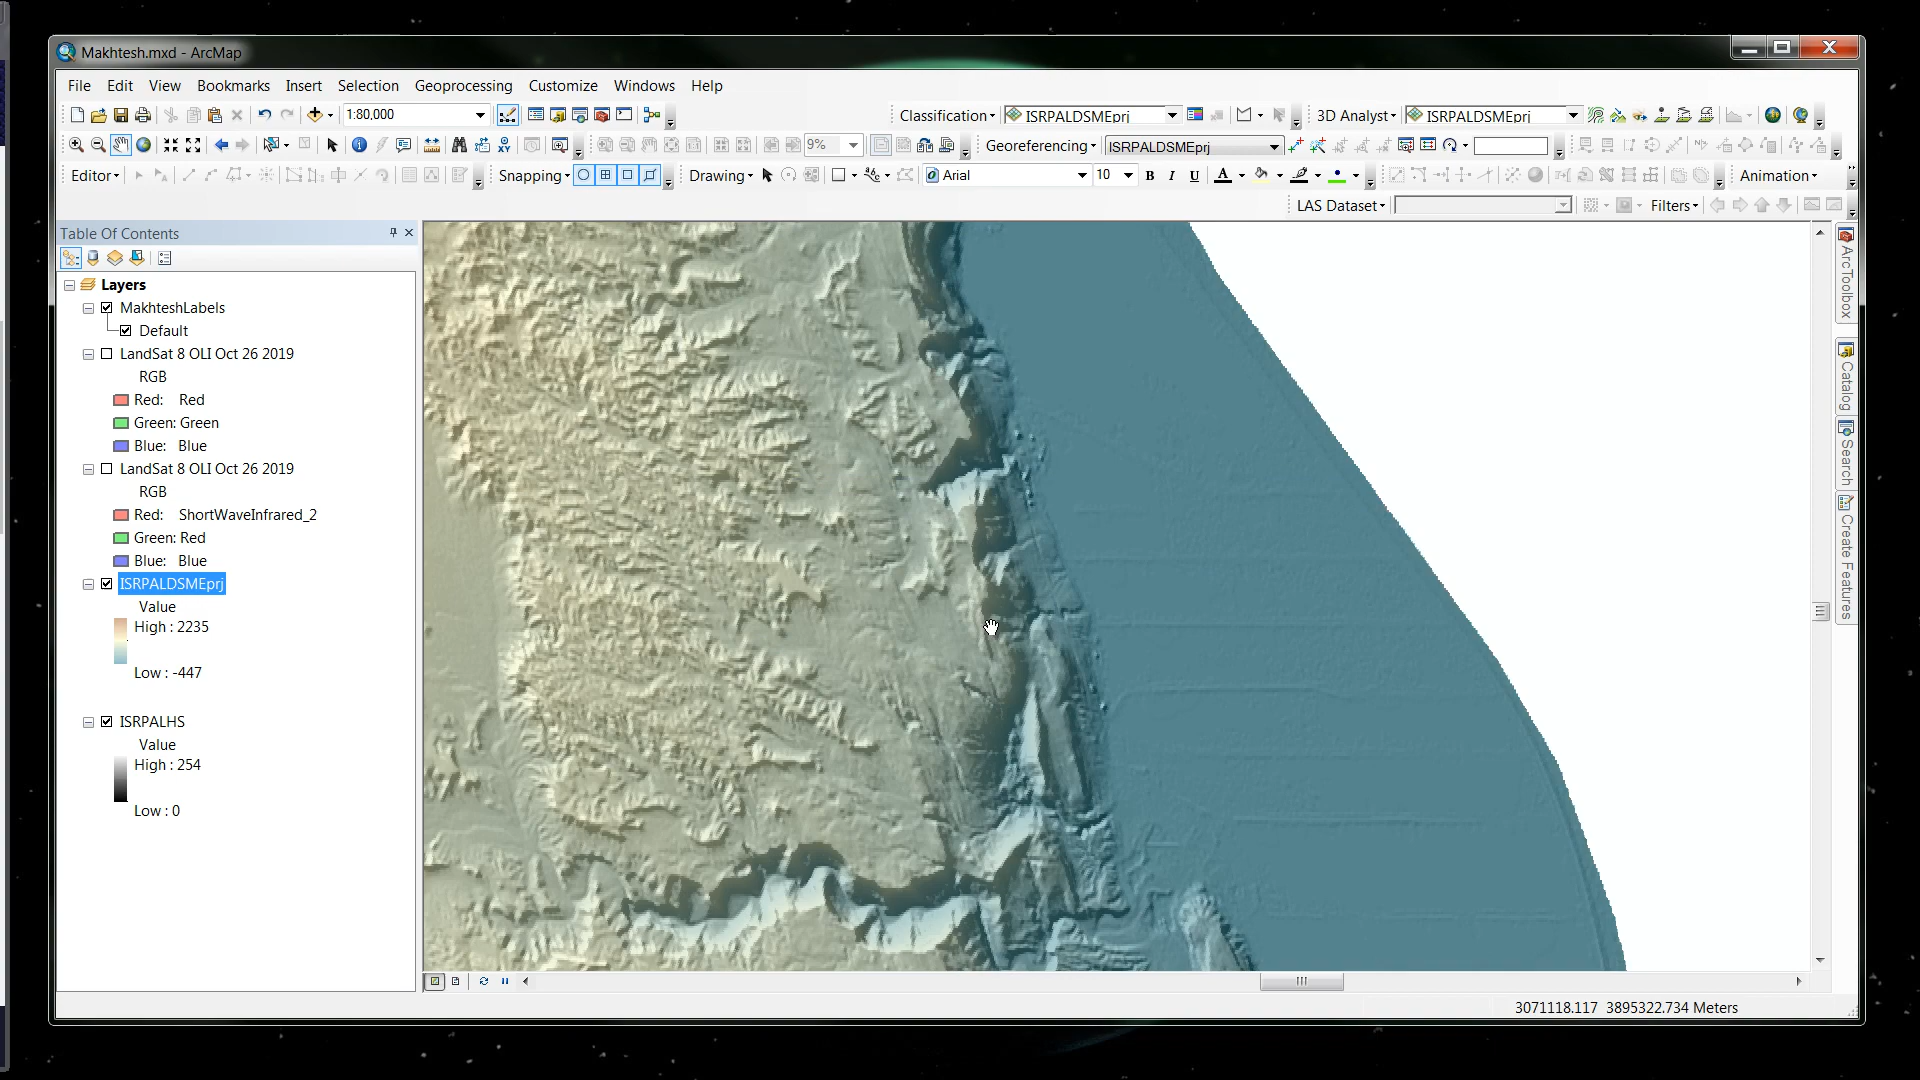 Makhtesh.mxd - ArcMap
File Edit View Bookmarks Insert Selection Geoprocessing Customize Windows Help
1:80,000 Classification ISRPALDSMEprj 3D Analyst ISRPALDSMEprj
9% Georeferencing ISRPALDSMEprj
Editor Snapping Drawing Arial 10 B I U A Animation
LAS Dataset Filters
Table Of Contents
Layers
MakhteshLabels
Default
LandSat 8 OLI Oct 26 2019
RGB
Red: Red
Green: Green
Blue: Blue
LandSat 8 OLI Oct 26 2019
RGB
Red: ShortWaveInfrared_2
Green: Red
Blue: Blue
ISRPALDSMEprj
Value
High : 2235
Low : -447
ISRPALHS
Value
High : 254
Low : 0
ArcToolbox
Catalog
Search
Create Features
3071118.117 3895322.734 Meters